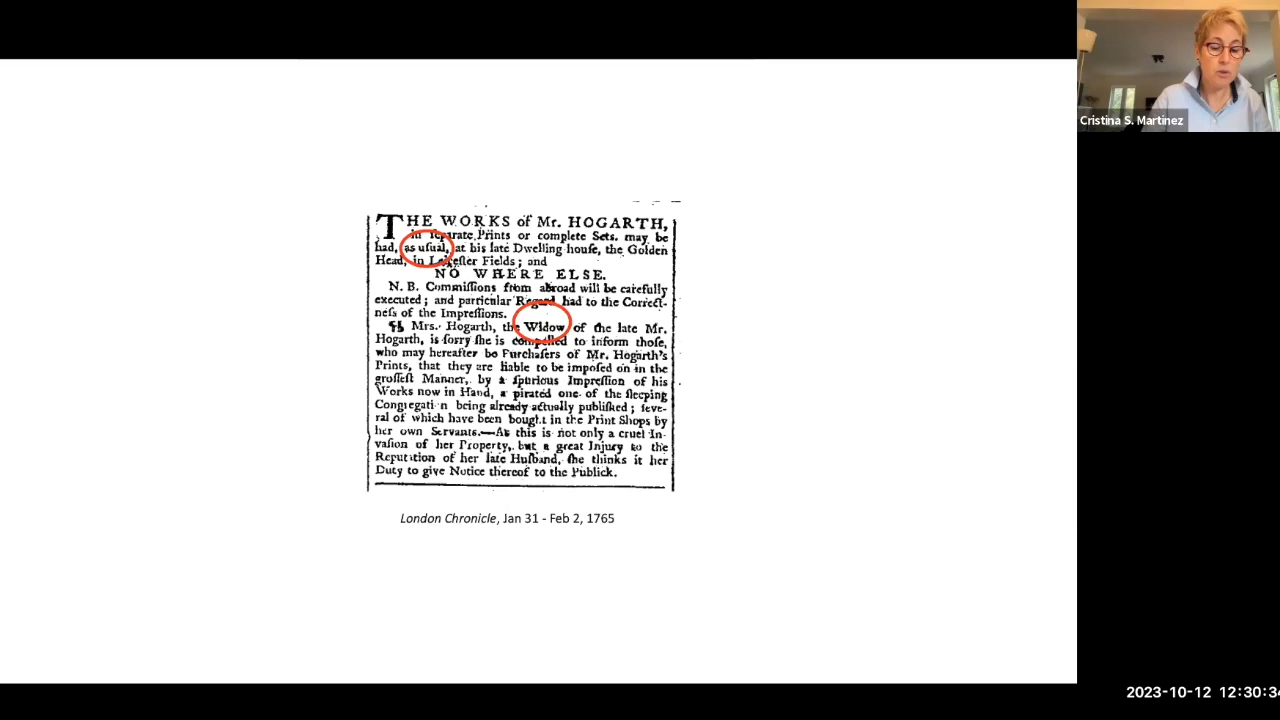 THE WORKS of Mr. HOGARTH,
in separate Prints or complete Sets. may be
had, as uſual, at his late Dwelling-houſe, the Golden
Head, in Leiceſter Fields; and
NO WHERE ELSE.
N. B. Commiſſions from abroad will be carefully
executed; and particular Regard had to the Correct-
neſs of the Impreſſions.
¶§ Mrs. Hogarth, the Widow of the late Mr.
Hogarth, is ſorry ſhe is compelled to inform thoſe,
who may hereafter be Purchaſers of Mr. Hogarth's
Prints, that they are liable to be impoſed on in the
groſſeſt Manner, by a ſpurious Impreſſion of his
Works now in Hand, a pirated one of the ſleeping
Congregation being already actually publiſhed; ſeve-
ral of which have been bought in the Print Shops by
her own Servants.—As this is not only a cruel In-
vaſion of her Property, but a great Injury to the
Reputation of her late Huſband, ſhe thinks it her
Duty to give Notice thereof to the Publick.
London Chronicle, Jan 31 - Feb 2, 1765
Cristina S. Martinez
2023-10-12 12:30:34